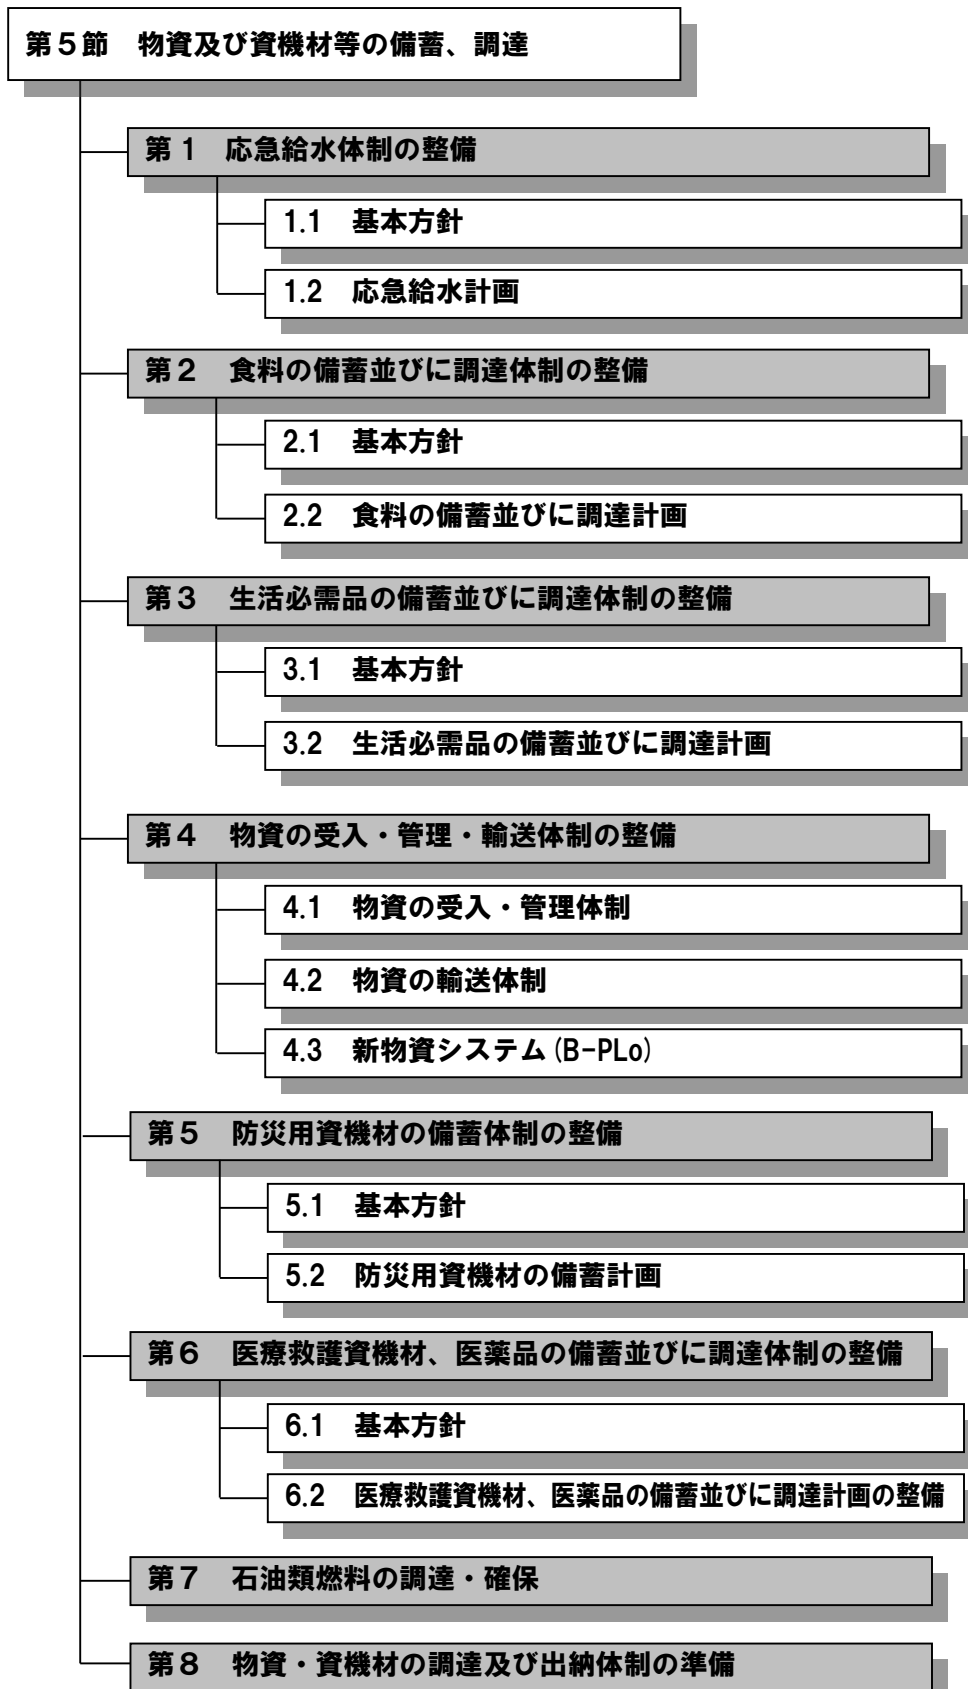 第５節　物資及び資機材等の備蓄、調達
第１　応急給水体制の整備
1.1　基本方針
1.2　応急給水計画
第２　食料の備蓄並びに調達体制の整備
2.1　基本方針
2.2　食料の備蓄並びに調達計画
第３　生活必需品の備蓄並びに調達体制の整備
3.1　基本方針
3.2　生活必需品の備蓄並びに調達計画
第４　物資の受入・管理・輸送体制の整備
4.1　物資の受入・管理体制
4.2　物資の輸送体制
4.3　新物資システム(B-PLo)
第５　防災用資機材の備蓄体制の整備
5.1　基本方針
5.2　防災用資機材の備蓄計画
第６　医療救護資機材、医薬品の備蓄並びに調達体制の整備
6.1　基本方針
6.2　医療救護資機材、医薬品の備蓄並びに調達計画の整備
第７　石油類燃料の調達・確保
第８　物資・資機材の調達及び出納体制の準備